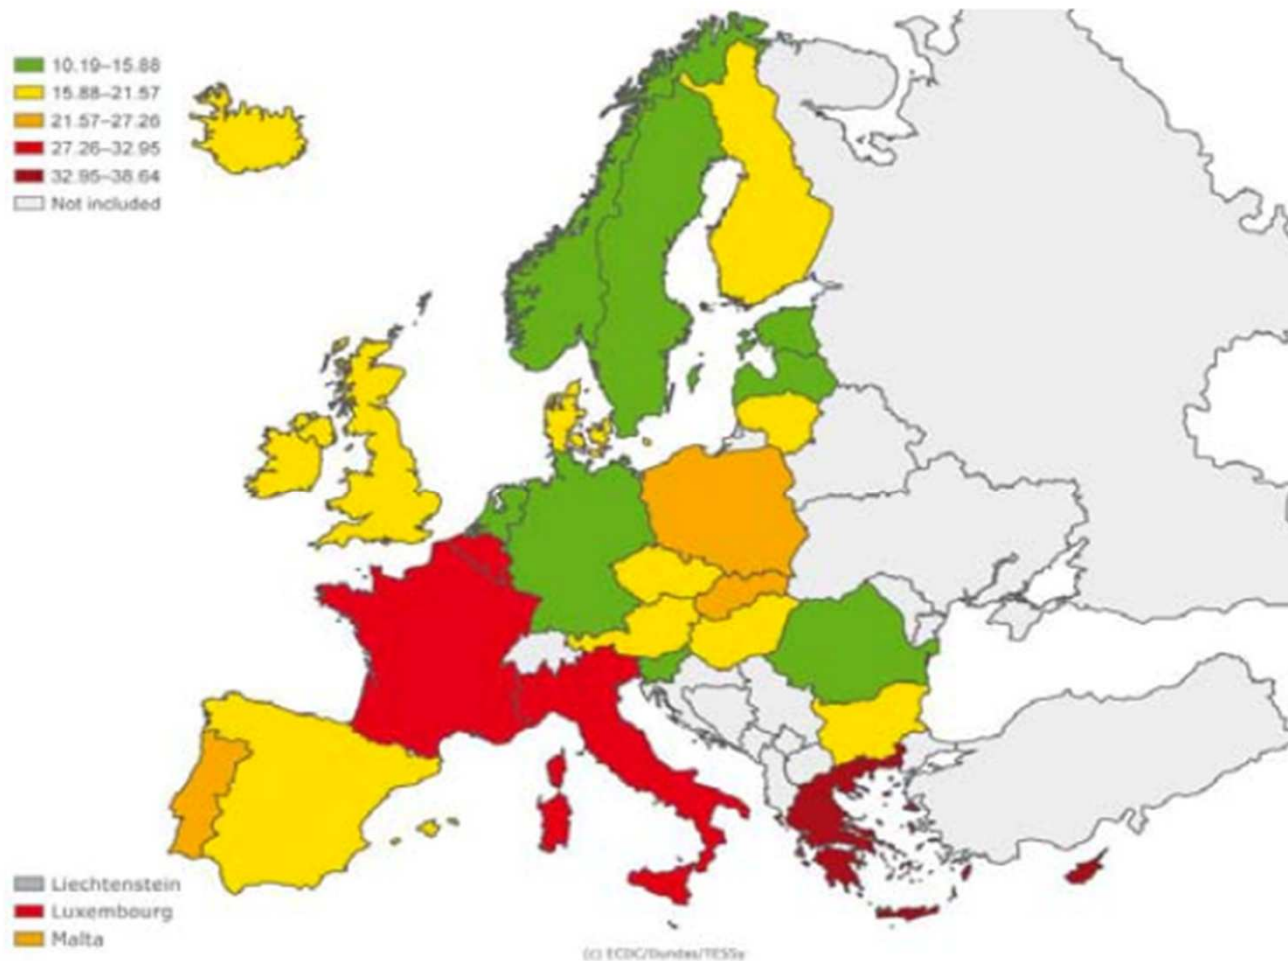 10.19–15.88
15.88–21.57
21.57–27.26
27.26–32.95
32.95–38.64
Not included
Liechtenstein
Luxembourg
Malta
(c) ECDC/Dundas/TESSy